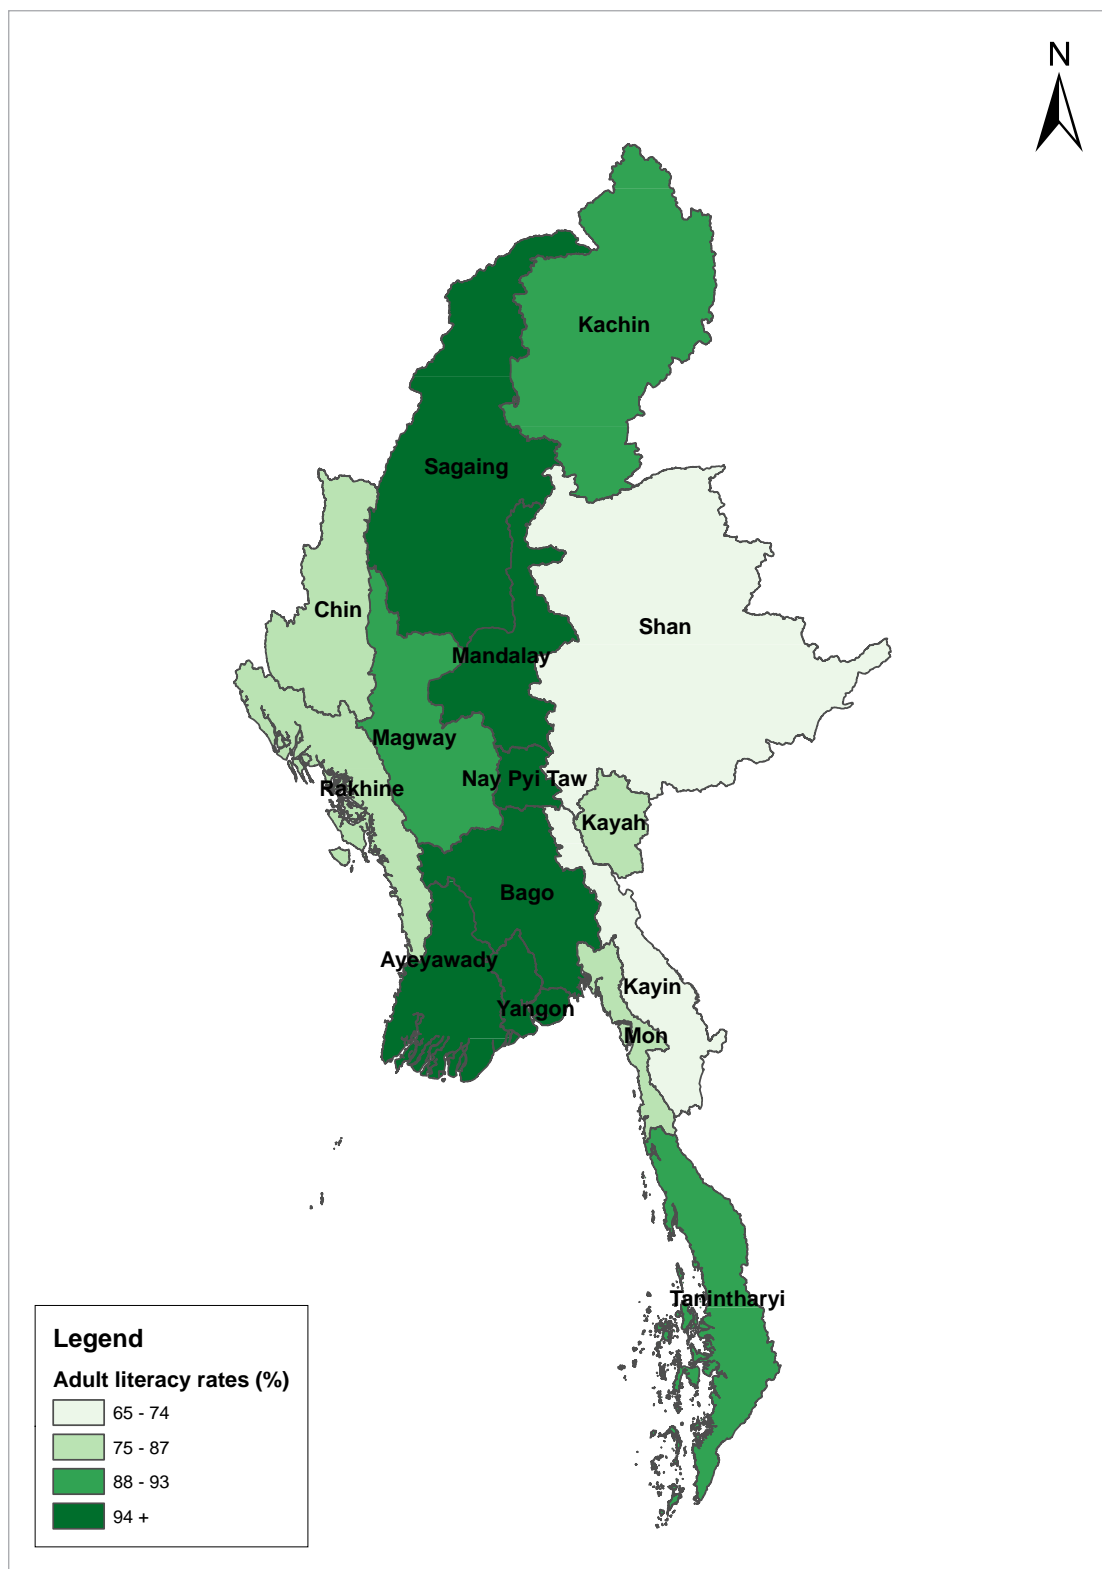 N
Kachin
Sagaing
Chin
Shan
Mandalay
Magway
Nay Pyi Taw
Rakhine
Kayah
Bago
Ayeyawady
Kayin
Yangon
Mon
Tanintharyi
Legend
Adult literacy rates (%)
65 - 74
75 - 87
88 - 93
94 +